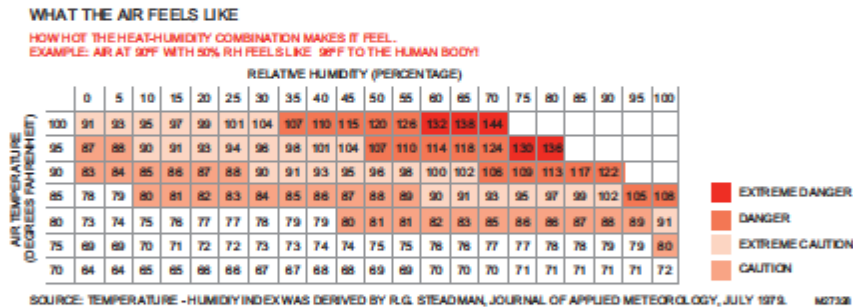 WHAT THE AIR FEELS LIKE
HOW HOT THE HEAT-HUMIDITY COMBINATION MAKES IT FEEL.
EXAMPLE: AIR AT 90°F WITH 50% RH FEELS LIKE 96°F TO THE HUMAN BODY!
RELATIVE HUMIDITY (PERCENTAGE)
0 5 10 15 20 25 30 35 40 45 50 55 60 65 70 75 80 85 90 95 100
AIR TEMPERATURE
(DEGREES FAHRENHEIT)
100 91 93 95 97 99 101 104 107 110 115 120 126 132 138 144
95 87 88 90 91 93 94 96 98 101 104 107 110 114 118 124 130 136
90 83 84 85 86 87 88 90 91 93 95 96 98 100 102 106 109 113 117 122
85 78 79 80 81 82 83 84 85 86 87 88 89 90 91 93 95 97 99 102 105 108
80 73 74 75 76 77 77 78 79 79 80 81 81 82 83 85 86 86 87 88 89 91
75 69 69 70 71 72 72 73 73 74 74 75 75 76 76 77 77 78 78 79 79 80
70 64 64 65 65 66 66 67 67 68 68 69 69 70 70 70 71 71 71 71 71 72
EXTREME DANGER
DANGER
EXTREME CAUTION
CAUTION
SOURCE: TEMPERATURE - HUMIDIY INDEX WAS DERIVED BY R.G. STEADMAN, JOURNAL OF APPLIED METEOROLOGY, JULY 1979.